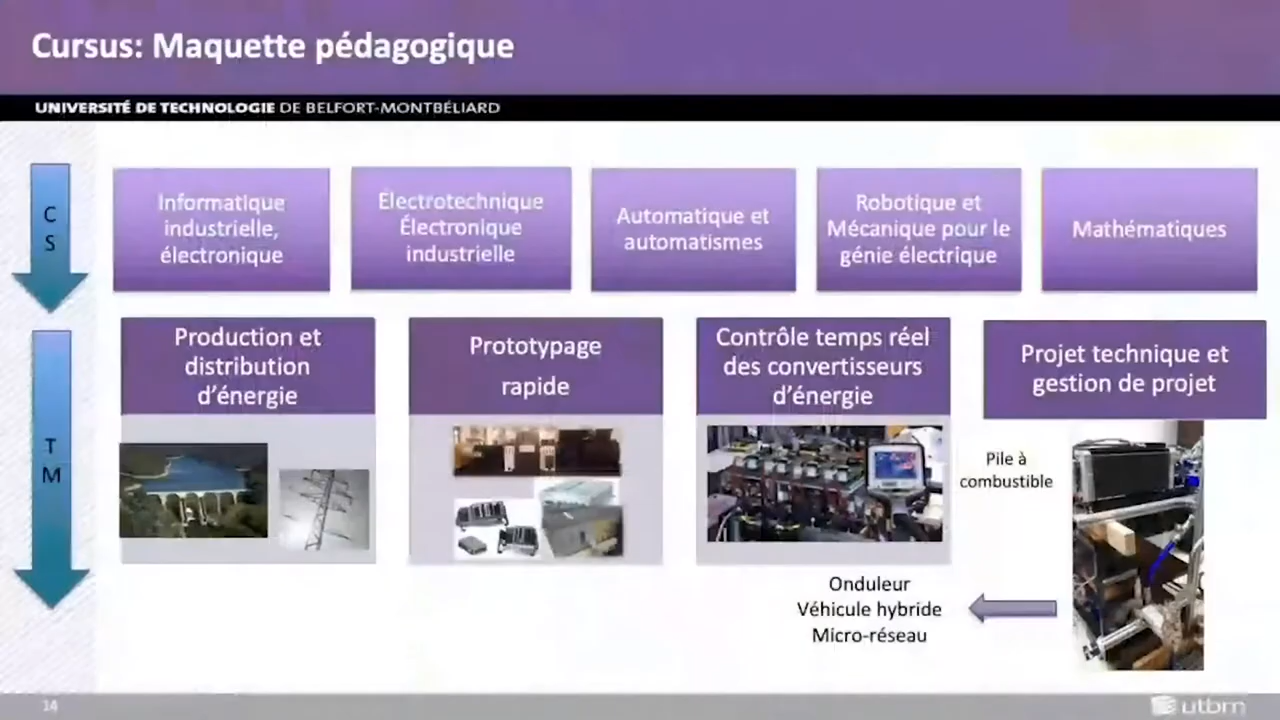 Cursus: Maquette pédagogique
UNIVERSITÉ DE TECHNOLOGIE DE BELFORT-MONTBÉLIARD
C
S
Informatique
industrielle,
électronique
Électrotechnique
Électronique
industrielle
Automatique et
automatismes
Robotique et
Mécanique pour le
génie électrique
Mathématiques
T
M
Production et
distribution
d'énergie
Prototypage
rapide
Contrôle temps réel
des convertisseurs
d'énergie
Projet technique et
gestion de projet
Pile à
combustible
Onduleur
Véhicule hybride
Micro-réseau
14
utbm